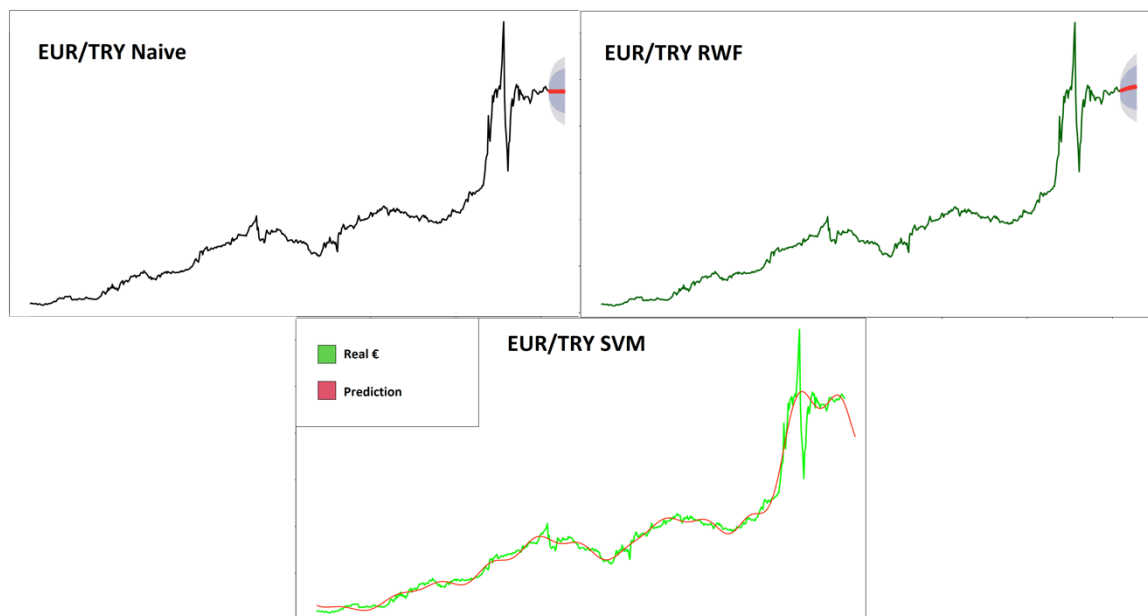 EUR/TRY Naive
EUR/TRY RWF
EUR/TRY SVM
Real €
Prediction